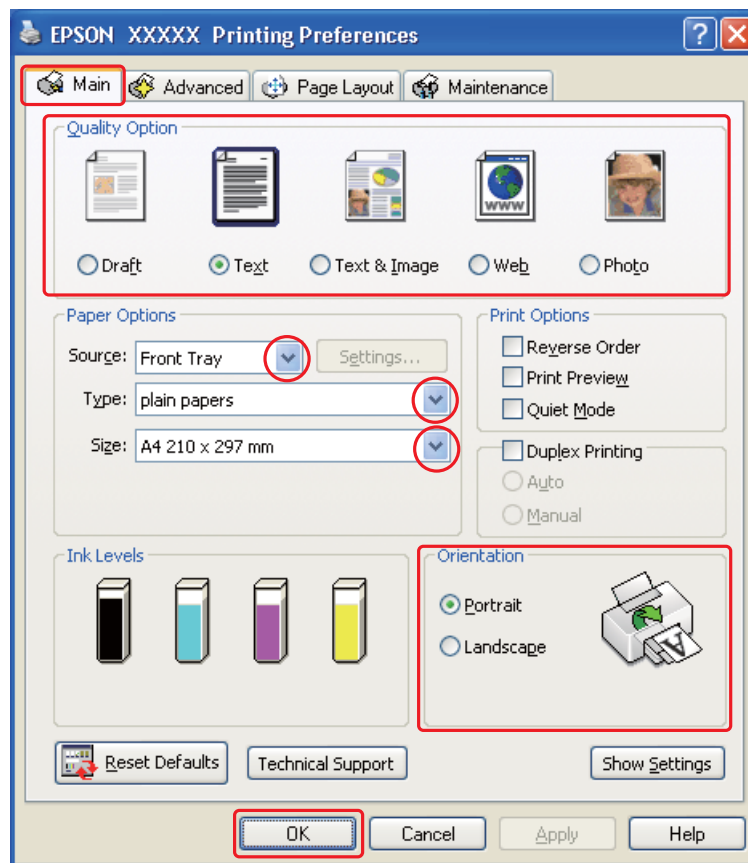 EPSON XXXXX Printing Preferences
Main Advanced Page Layout Maintenance
Quality Option
WWW
Draft Text Text & Image Web Photo
Paper Options
Source: Front Tray Settings...
Type: plain papers
Size: A4 210 x 297 mm
Print Options
Reverse Order
Print Preview
Quiet Mode
Duplex Printing
Auto
Manual
Ink Levels
Orientation
Portrait
Landscape
A
Reset Defaults Technical Support Show Settings
OK Cancel Apply Help